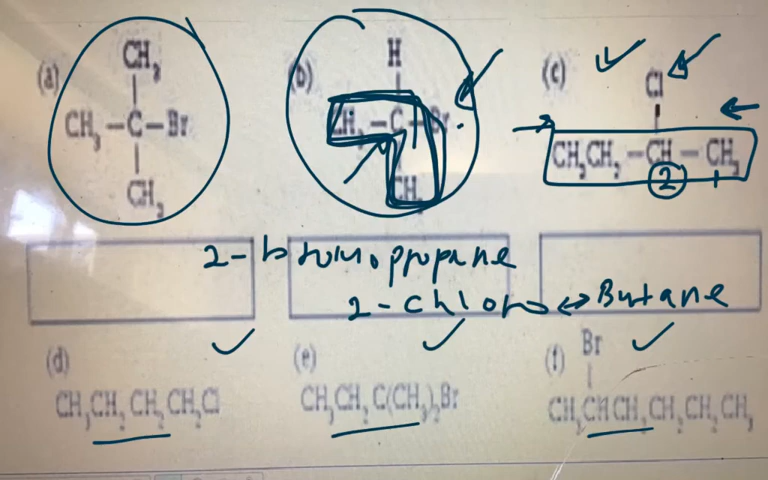 (a) (b) (c)
CH₃ H Cl
CH₃ –C–Br CH₃ –C–Br CH₃CH₂ –CH – CH₃
CH₃ CH₃ 2 1
2-bromopropane
2-chloro ↔ Butane
(d) (e) (f) Br
CH₃CH₂CH₂CH₂Cl CH₃CH₂C(CH₃)₂Br CH₃CHCH₂CH₂CH₂CH₃